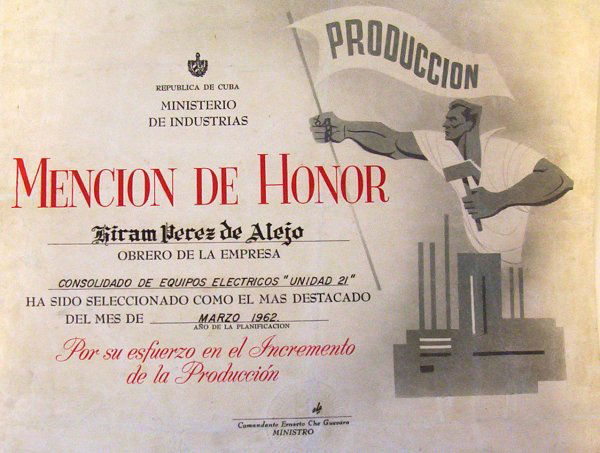 PRODUCCION
REPUBLICA DE CUBA
MINISTERIO
DE INDUSTRIAS
MENCION DE HONOR
Hiram Perez de Alejo
OBRERO DE LA EMPRESA
CONSOLIDADO DE EQUIPOS ELECTRICOS "UNIDAD 21"
HA SIDO SELECCIONADO COMO EL MAS DESTACADO
DEL MES DE MARZO 1962.
AÑO DE LA PLANIFICACION
Por su esfuerzo en el Incremento
de la Producción
Comandante Ernesto Che Guevara
MINISTRO